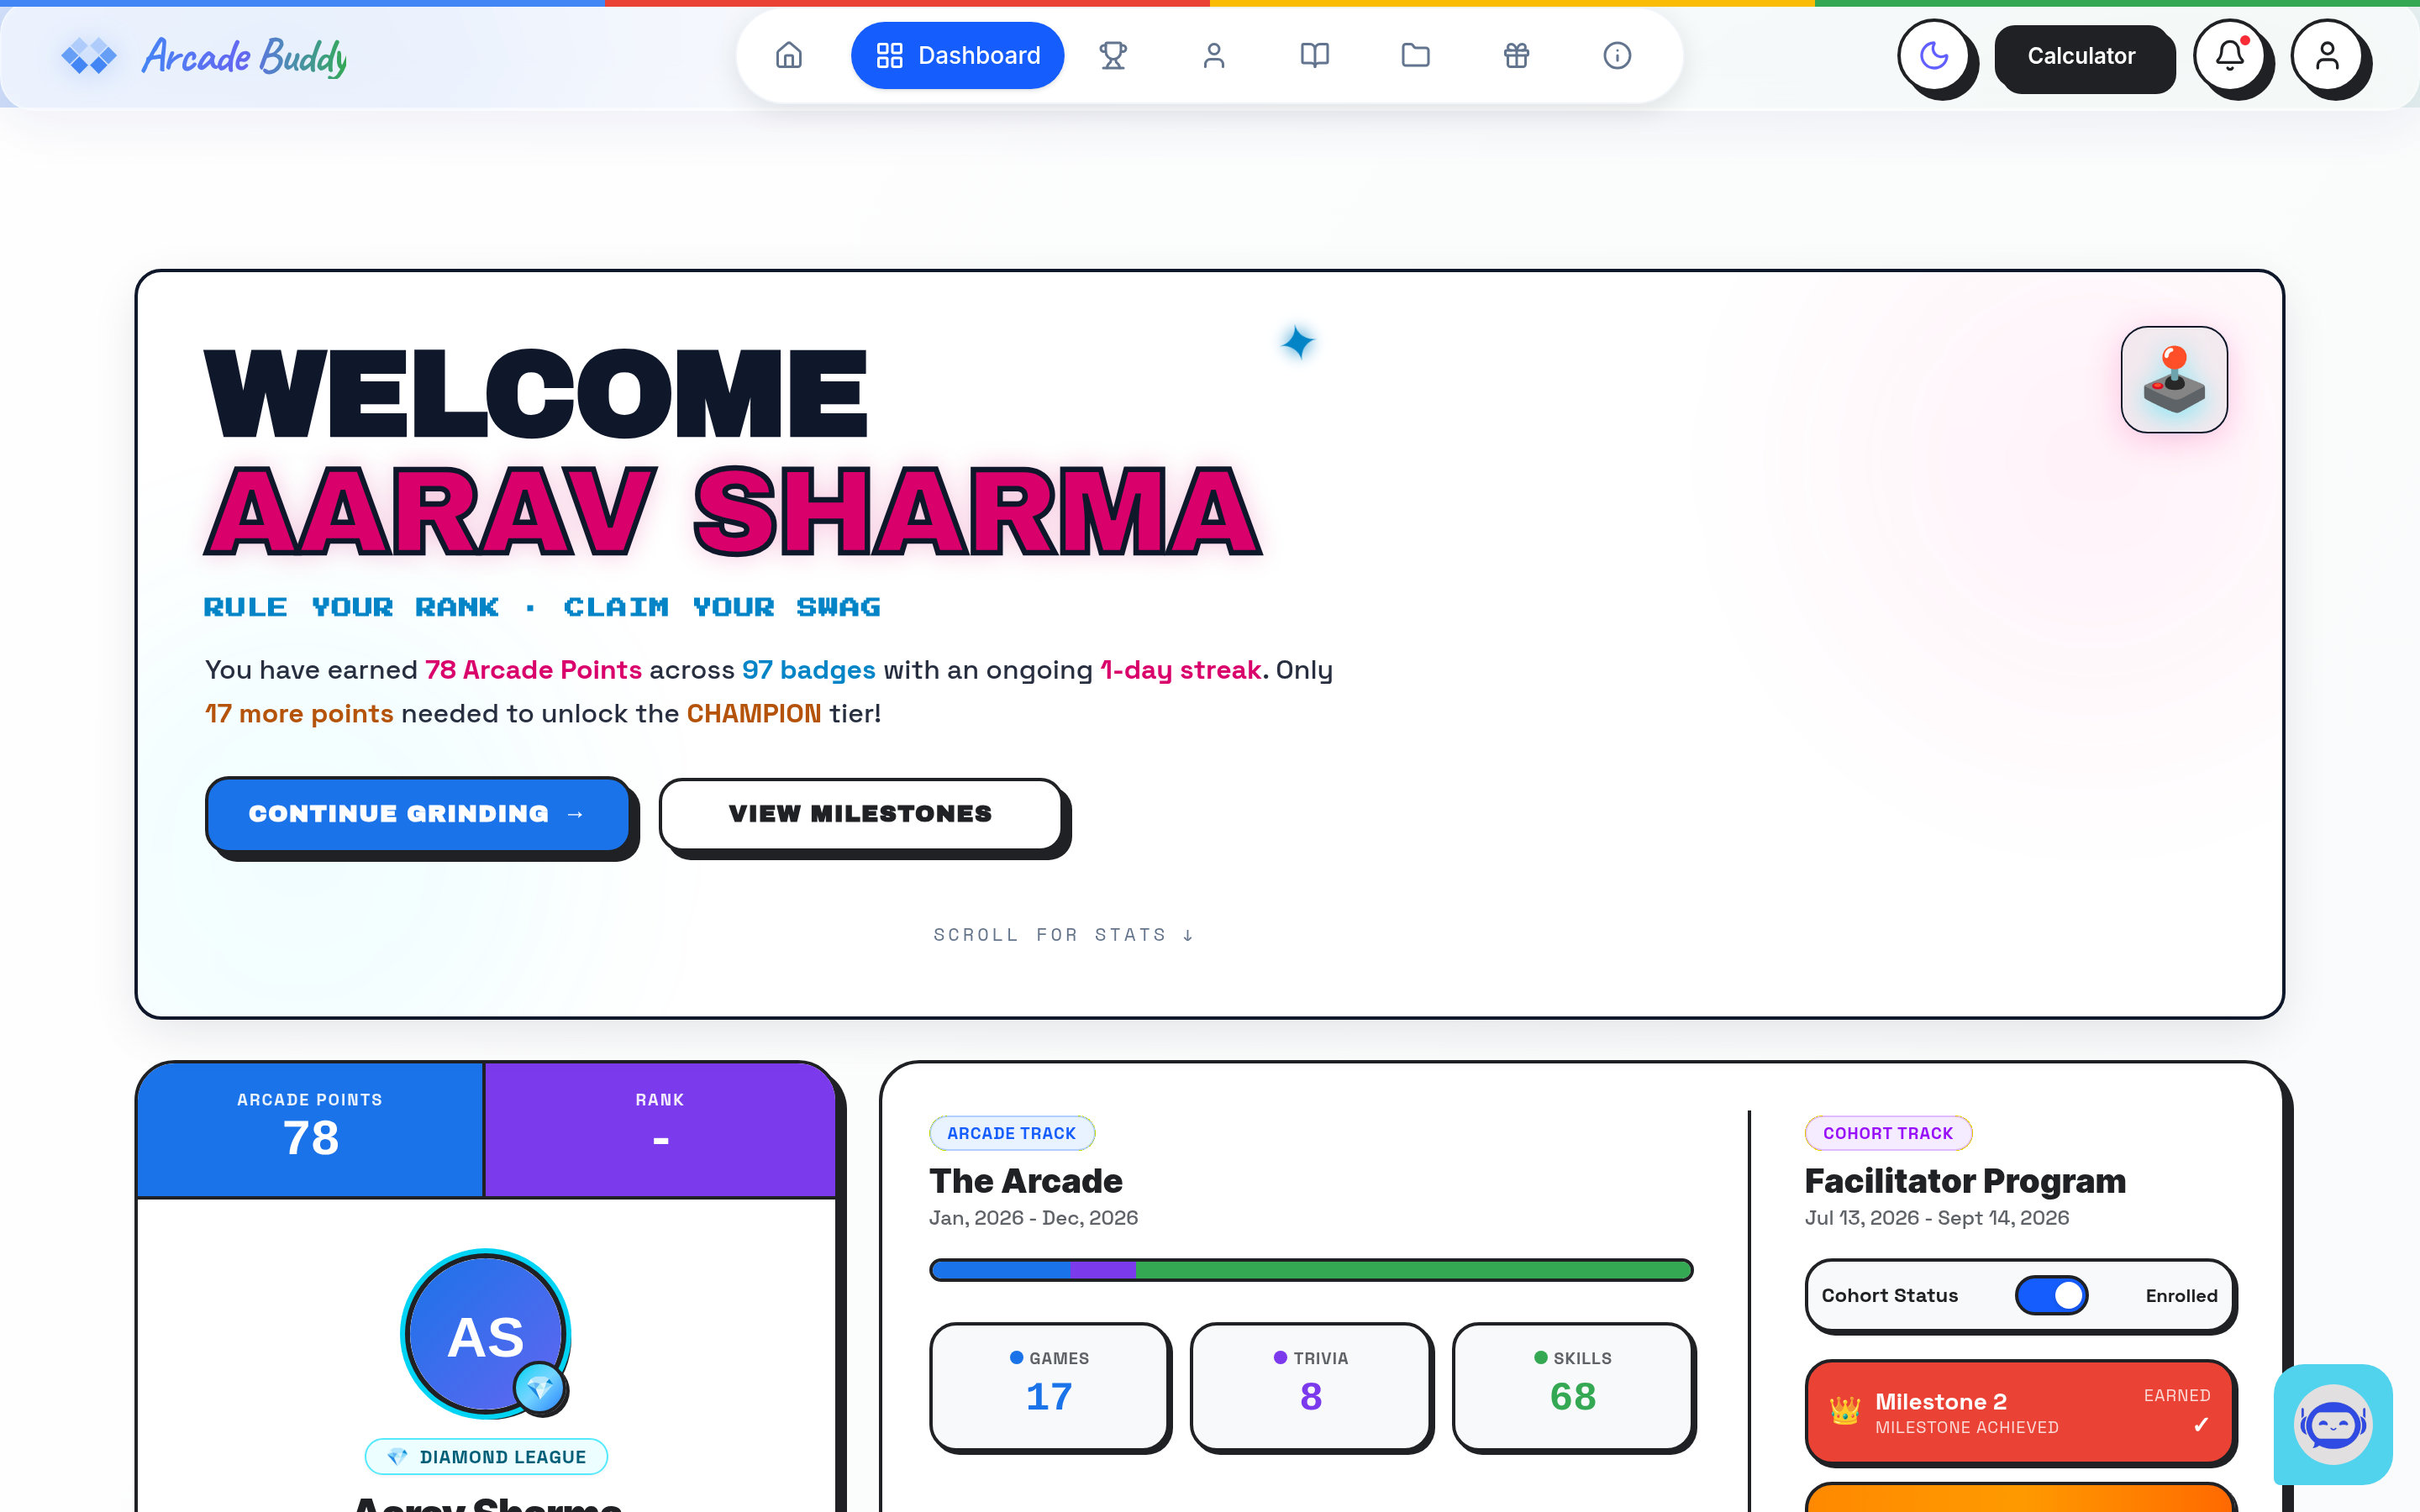 Arcade Buddy
Dashboard
Calculator
WELCOME
AARAV SHARMA
RULE YOUR RANK · CLAIM YOUR SWAG
You have earned 78 Arcade Points across 97 badges with an ongoing 1-day streak. Only
17 more points needed to unlock the CHAMPION tier!
CONTINUE GRINDING →
VIEW MILESTONES
SCROLL FOR STATS ↓
ARCADE POINTS
78
RANK
-
AS
DIAMOND LEAGUE
Aarav Sharma
ARCADE TRACK
The Arcade
Jan, 2026 - Dec, 2026
GAMES
17
TRIVIA
8
SKILLS
68
COHORT TRACK
Facilitator Program
Jul 13, 2026 - Sept 14, 2026
Cohort Status
Enrolled
Milestone 2
MILESTONE ACHIEVED
EARNED
✓